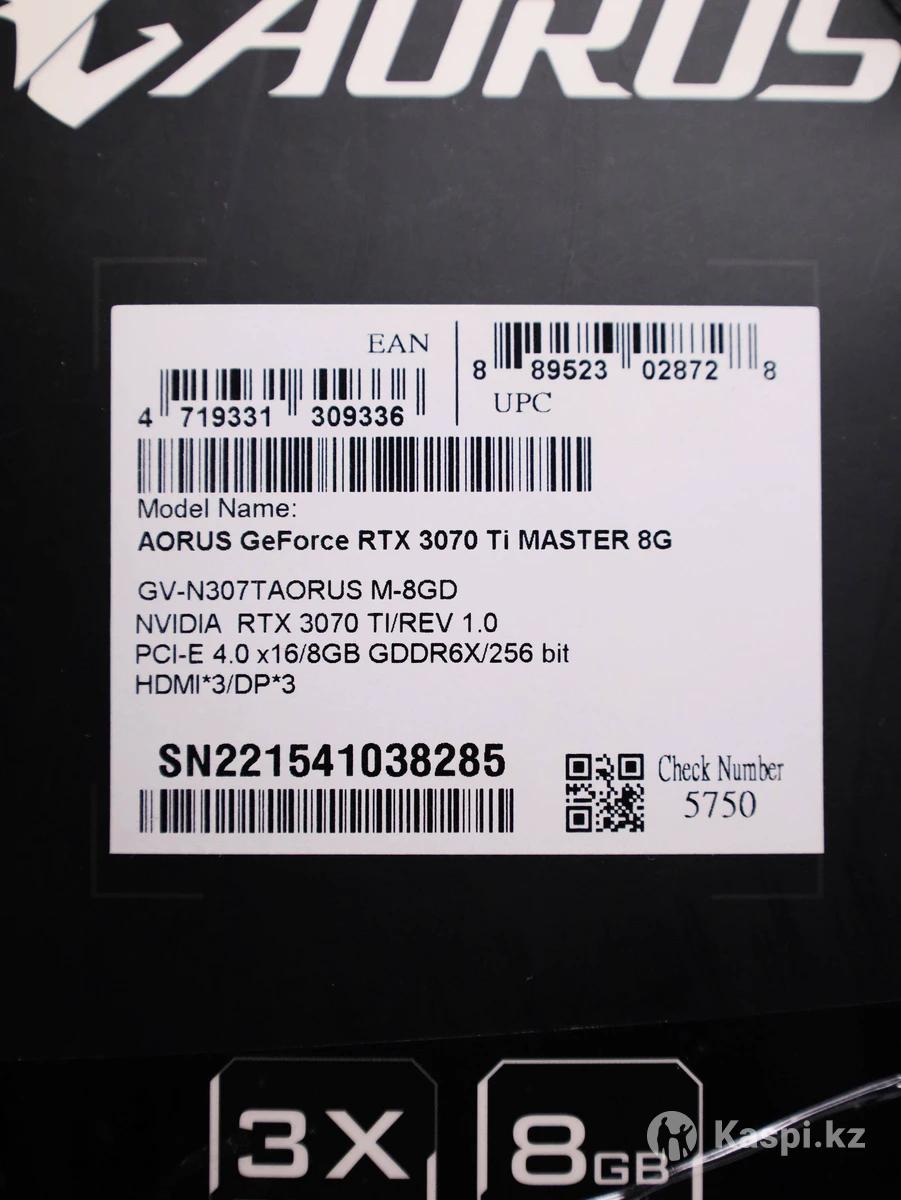 AORUS
EAN
4 719331 309336
8 89523 02872 8
UPC
Model Name:
AORUS GeForce RTX 3070 Ti MASTER 8G
GV-N307TAORUS M-8GD
NVIDIA RTX 3070 TI/REV 1.0
PCI-E 4.0 x16/8GB GDDR6X/256 bit
HDMI*3/DP*3
SN221541038285
Check Number
5750
3X
8GB
Kaspi.kz